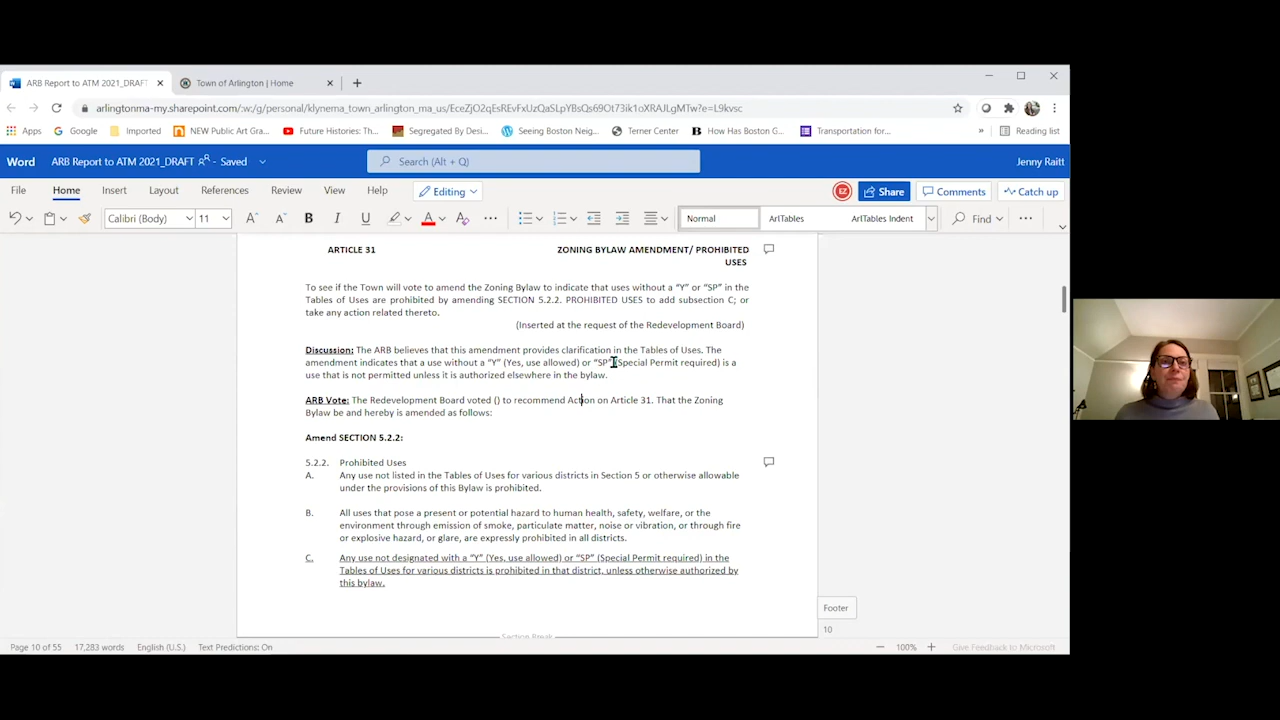 ARB Report to ATM 2021_DRAFT
Town of Arlington | Home
arlingtonma-my.sharepoint.com/:w:/g/personal/klynema_town_arlington_ma_us/EceZjO2qEsREvFxUzQaSLpYBsQs69Ot73ik1oXRAJLgMTw?e=L9kvsc
Apps Google Imported NEW Public Art Gra... Future Histories: Th... Segregated By Desi... Seeing Boston Neig... Terner Center How Has Boston G... Transportation for... » Reading list
Word ARB Report to ATM 2021_DRAFT - Saved Search (Alt + Q) Jenny Raitt
File Home Insert Layout References Review View Help Editing EZ Share Comments Catch up
Calibri (Body) 11 B I U A Normal ArlTables ArlTables Indent Find
ARTICLE 31 ZONING BYLAW AMENDMENT/ PROHIBITED
USES
To see if the Town will vote to amend the Zoning Bylaw to indicate that uses without a “Y” or “SP” in the
Tables of Uses are prohibited by amending SECTION 5.2.2. PROHIBITED USES to add subsection C; or
take any action related thereto.
(Inserted at the request of the Redevelopment Board)
Discussion: The ARB believes that this amendment provides clarification in the Tables of Uses. The
amendment indicates that a use without a “Y” (Yes, use allowed) or “SP” (Special Permit required) is a
use that is not permitted unless it is authorized elsewhere in the bylaw.
ARB Vote: The Redevelopment Board voted () to recommend Action on Article 31. That the Zoning
Bylaw be and hereby is amended as follows:
Amend SECTION 5.2.2:
5.2.2. Prohibited Uses
A. Any use not listed in the Tables of Uses for various districts in Section 5 or otherwise allowable
under the provisions of this Bylaw is prohibited.
B. All uses that pose a present or potential hazard to human health, safety, welfare, or the
environment through emission of smoke, particulate matter, noise or vibration, or through fire
or explosive hazard, or glare, are expressly prohibited in all districts.
C. Any use not designated with a “Y” (Yes, use allowed) or “SP” (Special Permit required) in the
Tables of Uses for various districts is prohibited in that district, unless otherwise authorized by
this bylaw.
Footer
10
Section Break
Page 10 of 55 17,283 words English (U.S.) Text Predictions: On 100% Give Feedback to Microsoft